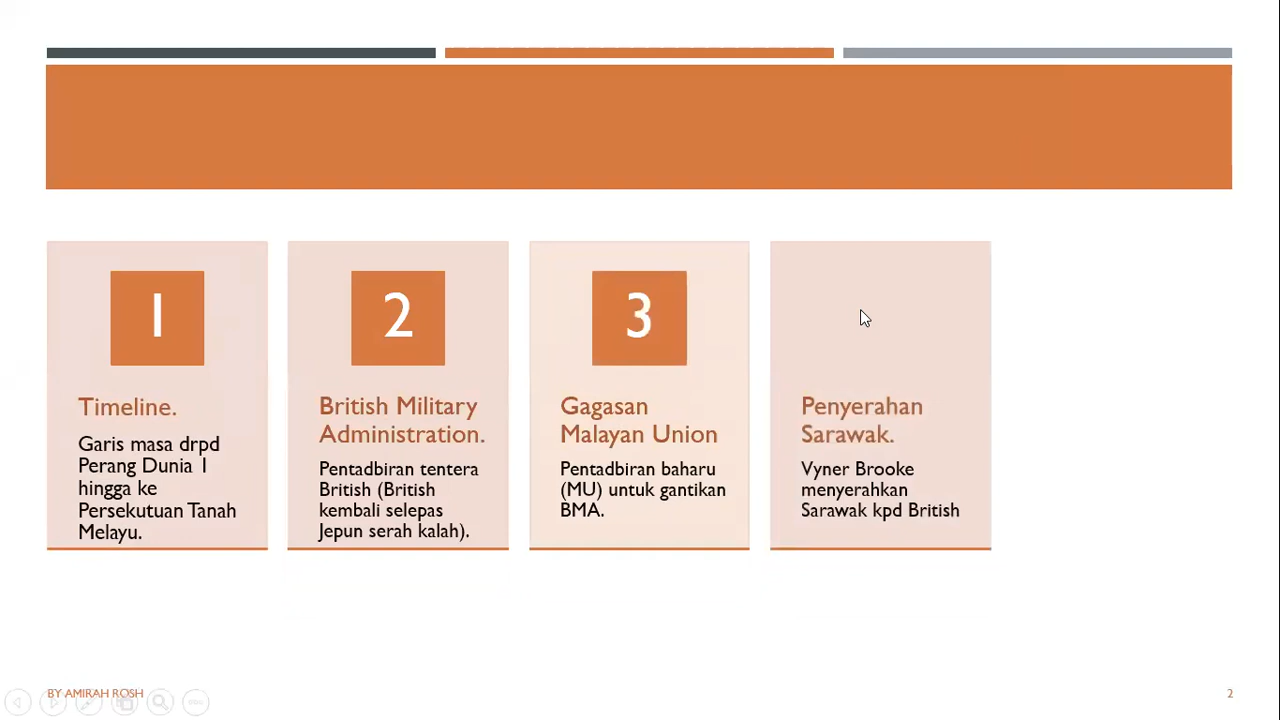 1
Timeline.
Garis masa drpd
Perang Dunia 1
hingga ke
Persekutuan Tanah
Melayu.
2
British Military
Administration.
Pentadbiran tentera
British (British
kembali selepas
Jepun serah kalah).
3
Gagasan
Malayan Union
Pentadbiran baharu
(MU) untuk gantikan
BMA.
Penyerahan
Sarawak.
Vyner Brooke
menyerahkan
Sarawak kpd British
BY AMIRAH ROSH
2